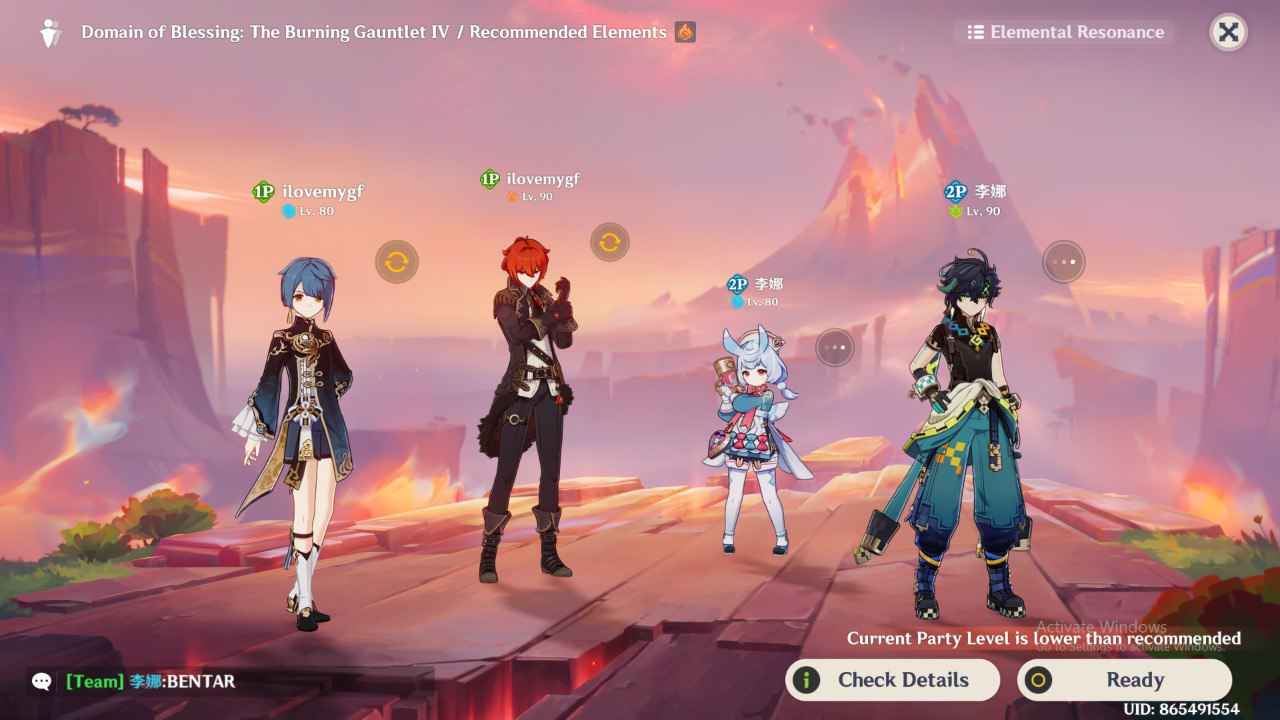 Domain of Blessing: The Burning Gauntlet IV / Recommended Elements
Elemental Resonance
1P ilovemygf
Lv. 80
1P ilovemygf
Lv. 90
2P 李娜
Lv. 80
2P 李娜
Lv. 90
Activate Windows
Go to Settings to activate Windows.
Current Party Level is lower than recommended
[Team] 李娜:BENTAR
Check Details
Ready
UID: 865491554